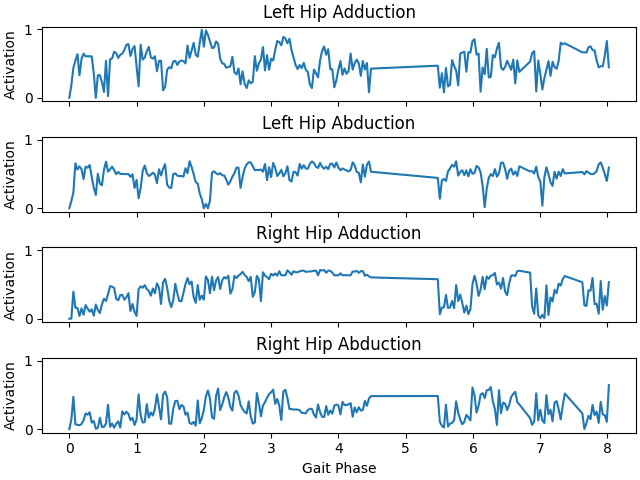 Left Hip Adduction
1
0
Activation
Left Hip Abduction
1
0
Activation
Right Hip Adduction
1
0
Activation
Right Hip Abduction
1
0
Activation
0 1 2 3 4 5 6 7 8
Gait Phase